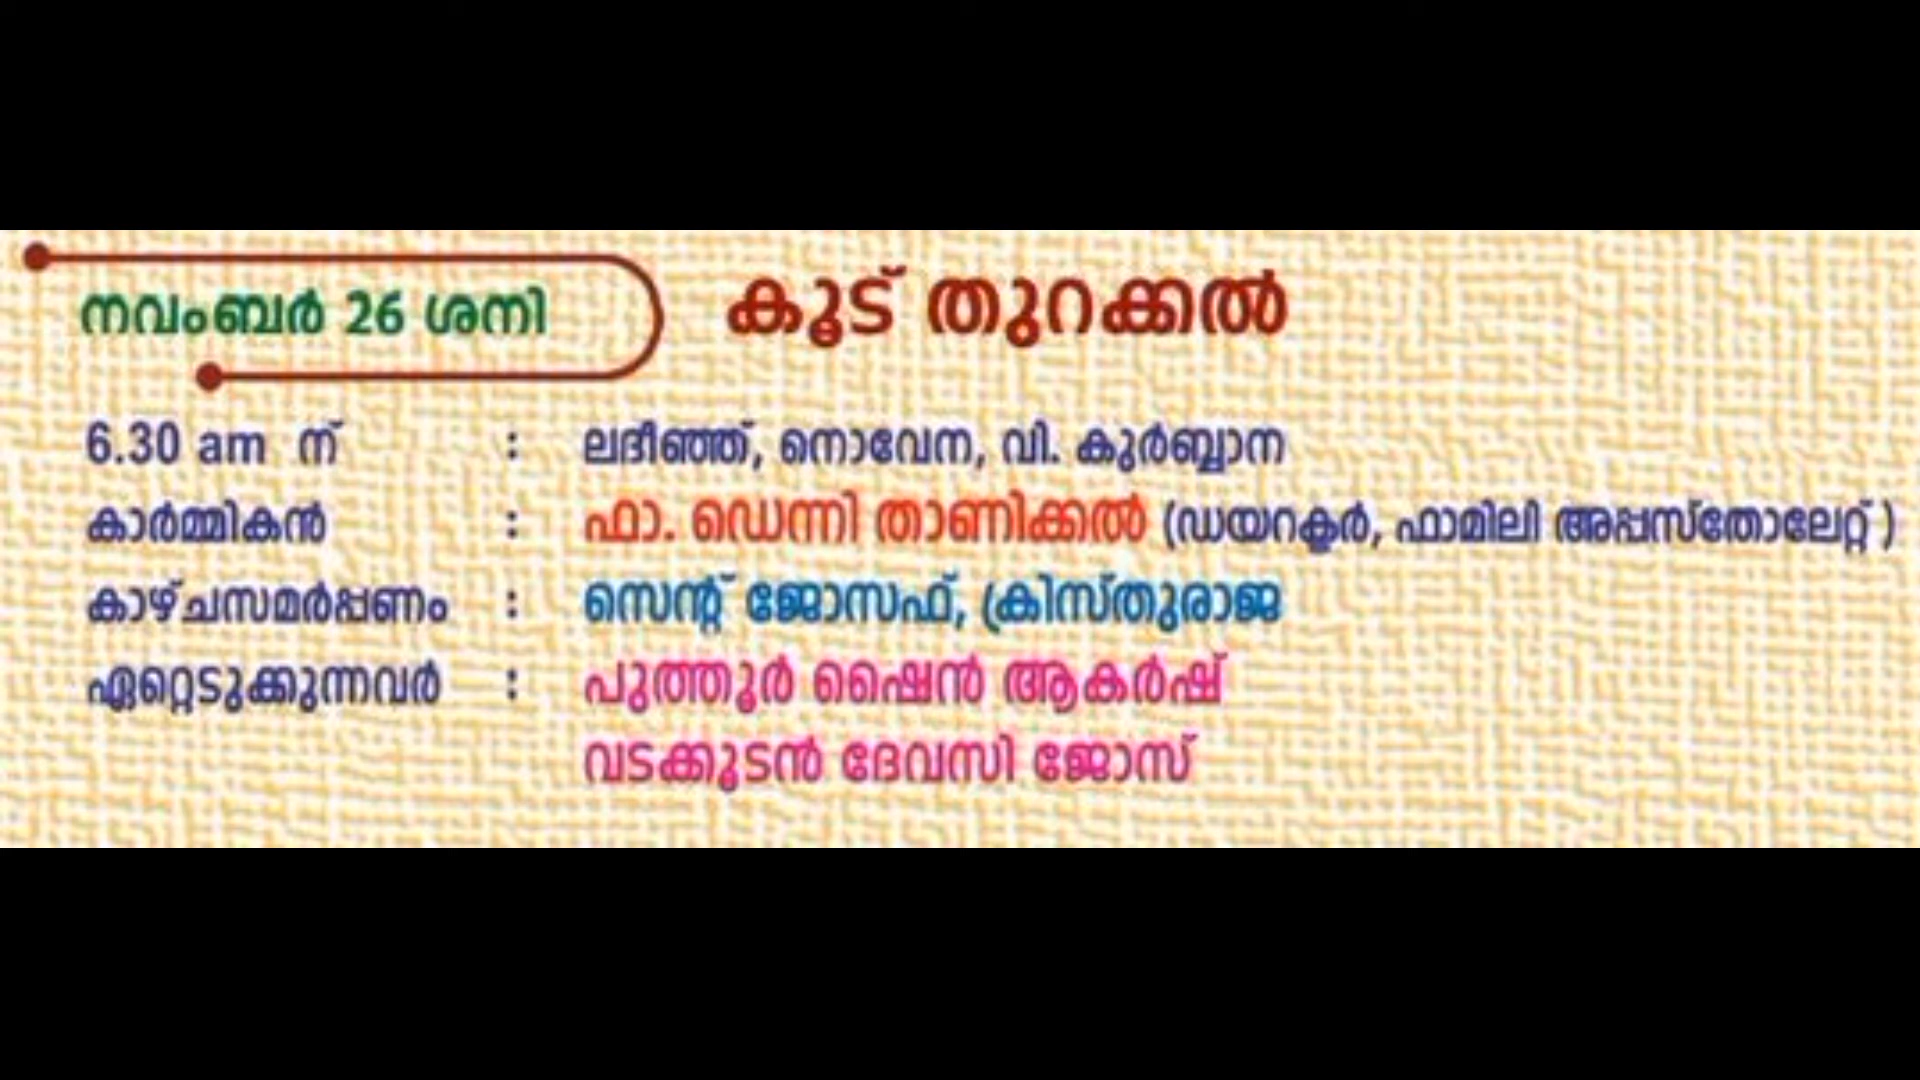 നവംബർ 26 ശനി കൂട് തുറക്കൽ
6.30 am ന് : ലദീഞ്ഞ്, നൊവേന, വി. കുർബ്ബാന
കാർമ്മികൻ : ഫാ. ഡെന്നി താണിക്കൽ (ഡയറക്ടർ, ഫാമിലി അപ്പസ്തോലേറ്റ് )
കാഴ്ചസമർപ്പണം : സെന്റ് ജോസഫ്, ക്രിസ്തുരാജ
ഏറ്റെടുക്കുന്നവർ : പുത്തൂർ ഷൈൻ ആകർഷ്
വടക്കൂടൻ ദേവസി ജോസ്